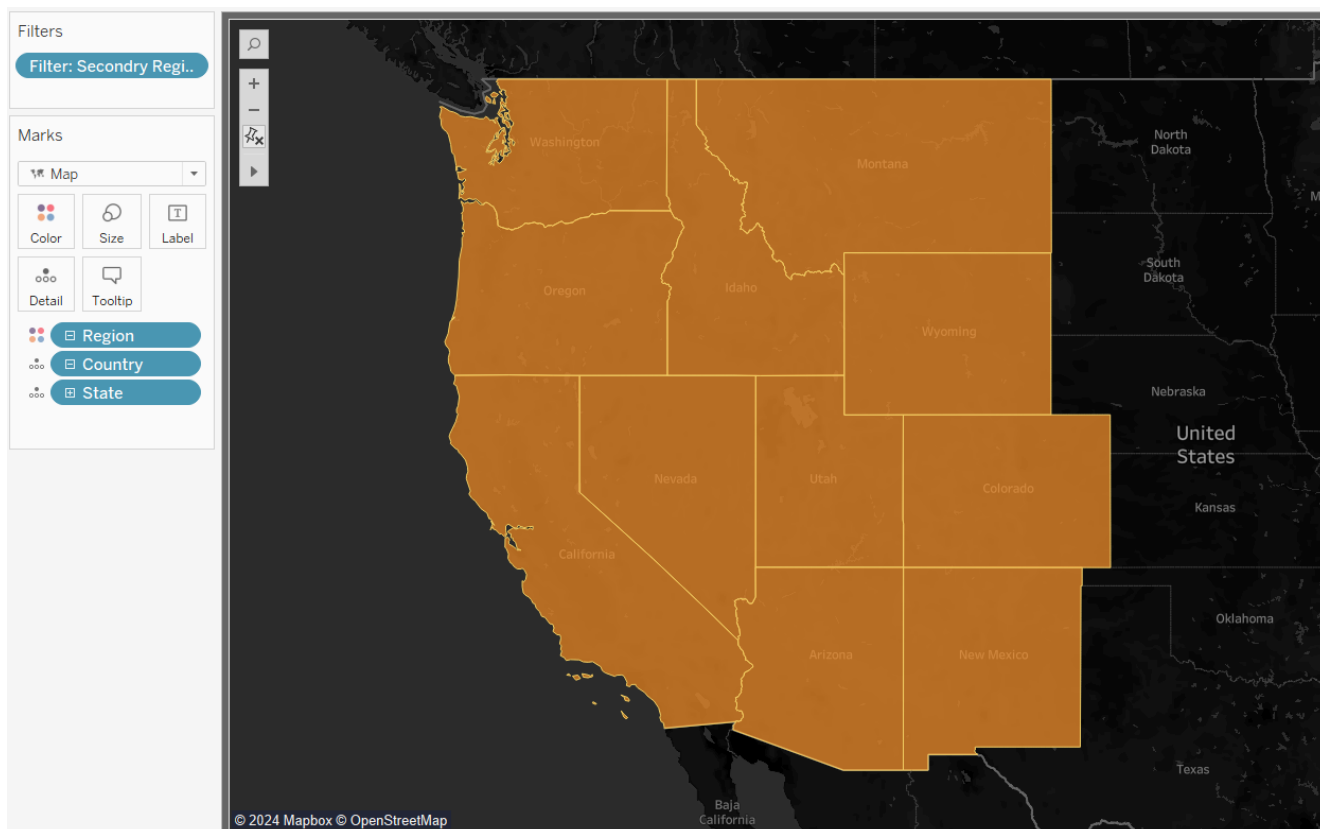 Filters
Filter: Secondry Regi..
Marks
Map
Color
Size
Label
Detail
Tooltip
Region
Country
State
Washington
Montana
North
Dakota
Oregon
Idaho
South
Dakota
Wyoming
Nebraska
United
States
Nevada
Utah
Colorado
Kansas
California
Oklahoma
Arizona
New Mexico
Texas
Baja
California
© 2024 Mapbox © OpenStreetMap